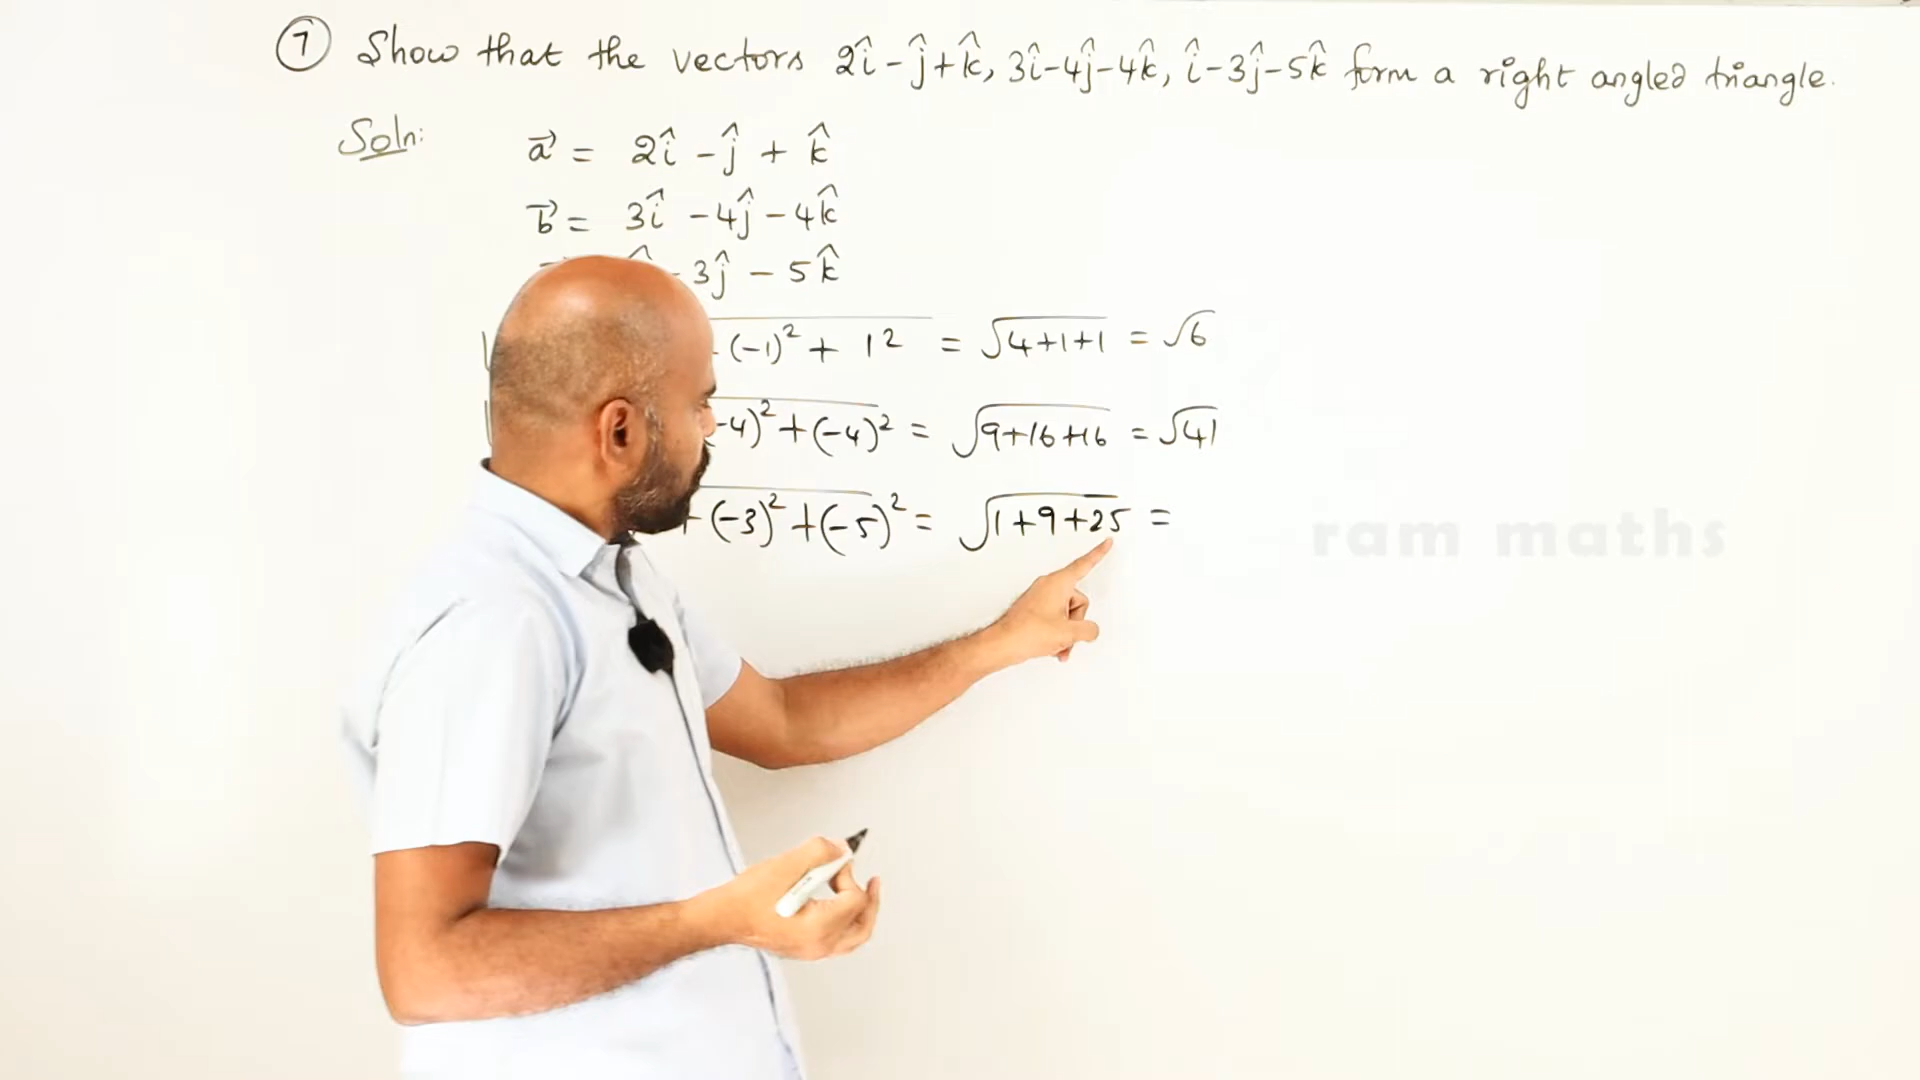 7 Show that the vectors 2î-ĵ+k̂, 3î-4ĵ-4k̂, î-3ĵ-5k̂ form a right angled triangle.
Soln:
a⃗ = 2î - ĵ + k̂
b⃗ = 3î - 4ĵ - 4k̂
- 3ĵ - 5k̂
(-1)² + 1² = √4+1+1 = √6
-4)² + (-4)² = √9+16+16 = √41
+ (-3)² + (-5)² = √1+9+25 =
ram maths